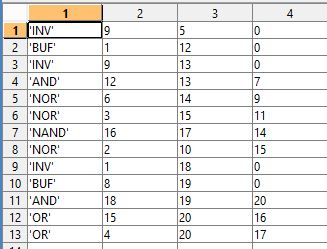 1 2 3 4
1 'INV' 9 5 0
2 'BUF' 1 12 0
3 'INV' 9 13 0
4 'AND' 12 13 7
5 'NOR' 6 14 9
6 'NOR' 3 15 11
7 'NAND' 16 17 14
8 'NOR' 2 10 15
9 'INV' 1 18 0
10 'BUF' 8 19 0
11 'AND' 18 19 20
12 'OR' 15 20 16
13 'OR' 4 20 17